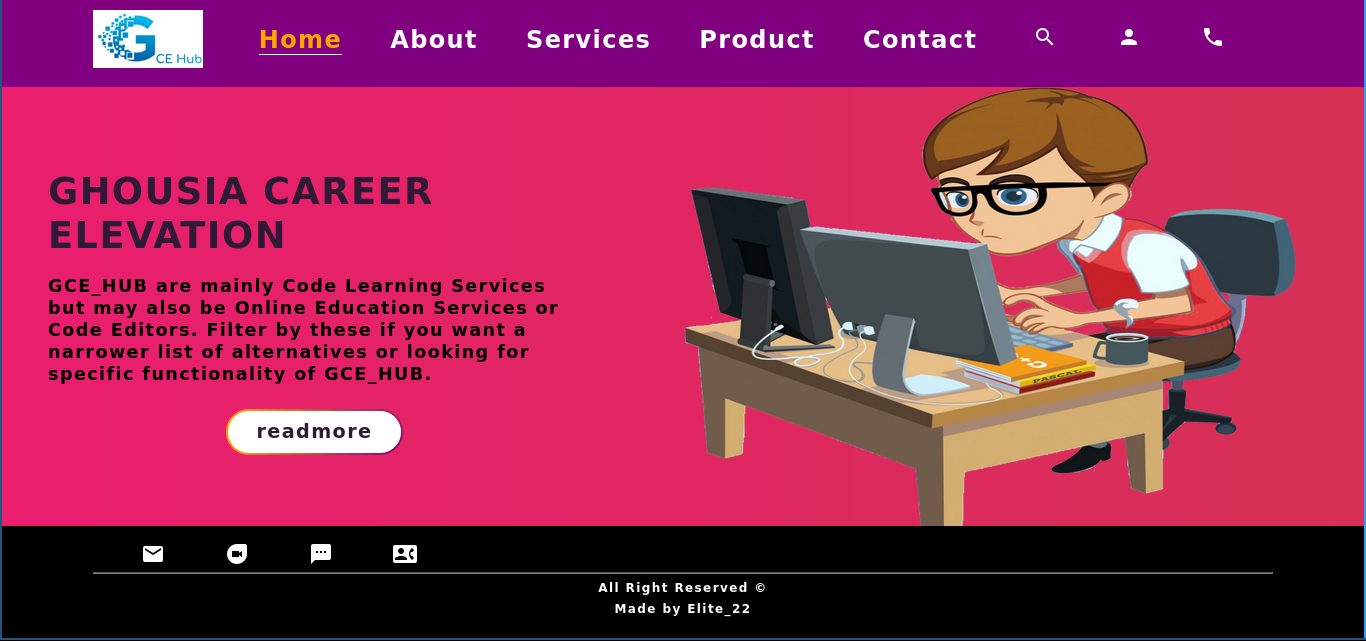 G
CE Hub
Home About Services Product Contact
GHOUSIA CAREER
ELEVATION
GCE_HUB are mainly Code Learning Services
but may also be Online Education Services or
Code Editors. Filter by these if you want a
narrower list of alternatives or looking for
specific functionality of GCE_HUB.
readmore
C++
PASCAL
All Right Reserved ©
Made by Elite_22